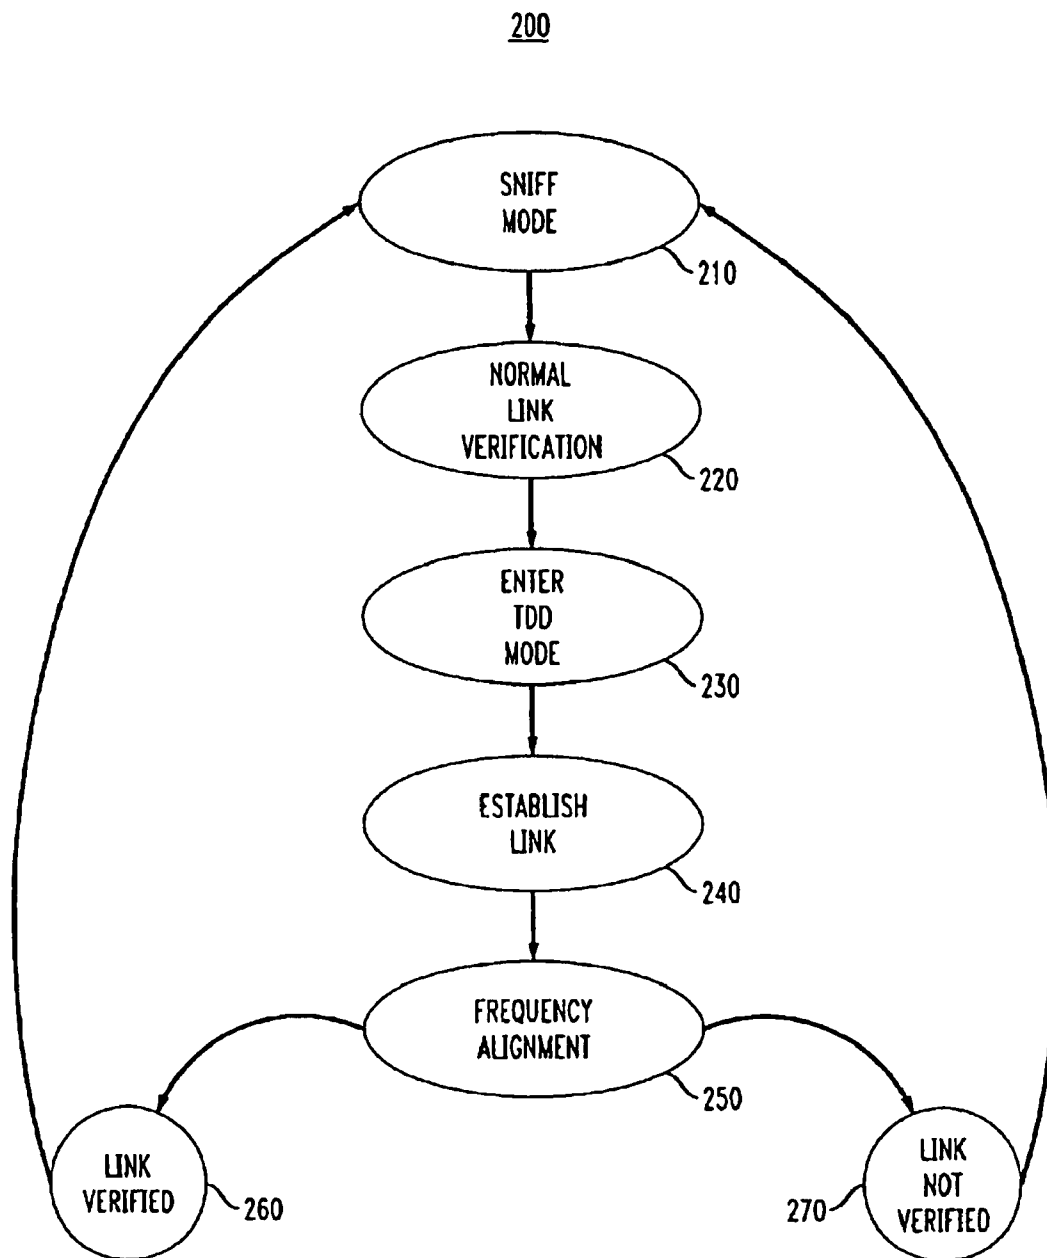 200
SNIFF
MODE
210
NORMAL
LINK
VERIFICATION
220
ENTER
TDD
MODE
230
ESTABLISH
LINK
240
FREQUENCY
ALIGNMENT
250
LINK
VERIFIED
260
LINK
NOT
VERIFIED
270